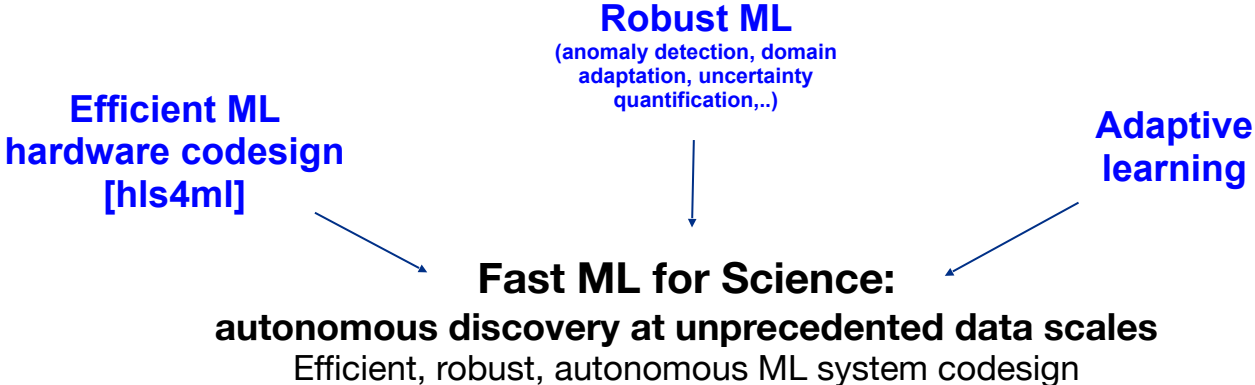 Robust ML
(anomaly detection, domain
adaptation, uncertainty
quantification,..)
Efficient ML
hardware codesign
[hls4ml]
Adaptive
learning
Fast ML for Science:
autonomous discovery at unprecedented data scales
Efficient, robust, autonomous ML system codesign